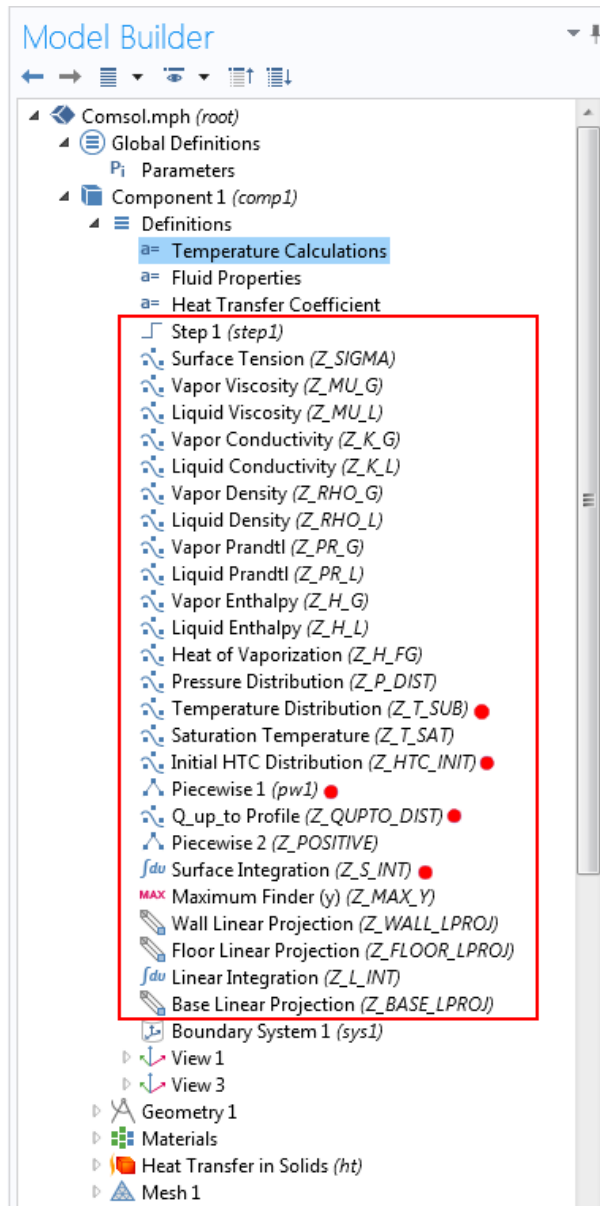 Model Builder
Comsol.mph (root)
Global Definitions
Pi Parameters
Component 1 (comp1)
Definitions
a= Temperature Calculations
a= Fluid Properties
a= Heat Transfer Coefficient
Step 1 (step1)
Surface Tension (Z_SIGMA)
Vapor Viscosity (Z_MU_G)
Liquid Viscosity (Z_MU_L)
Vapor Conductivity (Z_K_G)
Liquid Conductivity (Z_K_L)
Vapor Density (Z_RHO_G)
Liquid Density (Z_RHO_L)
Vapor Prandtl (Z_PR_G)
Liquid Prandtl (Z_PR_L)
Vapor Enthalpy (Z_H_G)
Liquid Enthalpy (Z_H_L)
Heat of Vaporization (Z_H_FG)
Pressure Distribution (Z_P_DIST)
Temperature Distribution (Z_T_SUB)
Saturation Temperature (Z_T_SAT)
Initial HTC Distribution (Z_HTC_INIT)
Piecewise 1 (pw1)
Q_up_to Profile (Z_QUPTO_DIST)
Piecewise 2 (Z_POSITIVE)
∫du Surface Integration (Z_S_INT)
MAX Maximum Finder (y) (Z_MAX_Y)
Wall Linear Projection (Z_WALL_LPROJ)
Floor Linear Projection (Z_FLOOR_LPROJ)
∫du Linear Integration (Z_L_INT)
Base Linear Projection (Z_BASE_LPROJ)
Boundary System 1 (sys1)
View 1
View 3
Geometry 1
Materials
Heat Transfer in Solids (ht)
Mesh 1